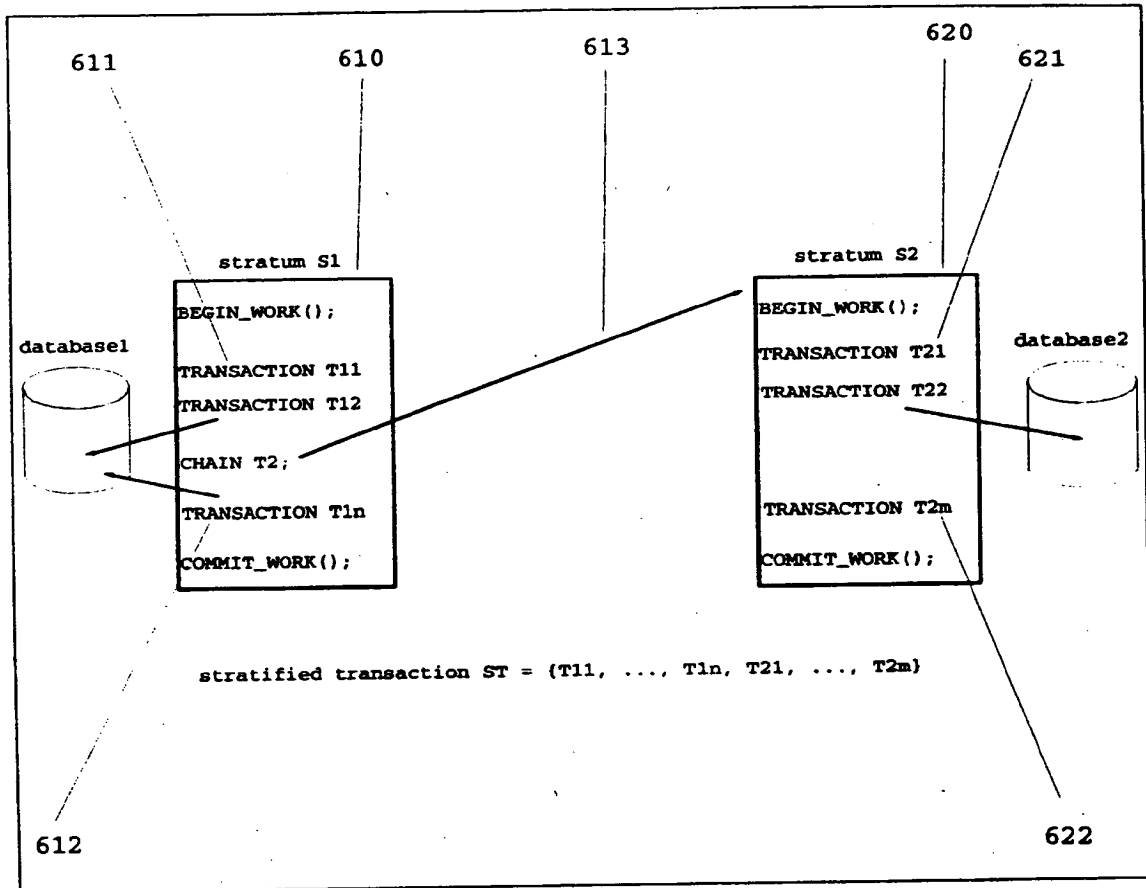 611
610
613
620
621
stratum S1
stratum S2
BEGIN_WORK();
BEGIN_WORK();
database1
TRANSACTION T11
TRANSACTION T12
CHAIN T2;
TRANSACTION T1n
COMMIT_WORK();
TRANSACTION T21
TRANSACTION T22
TRANSACTION T2m
COMMIT_WORK();
database2
stratified transaction ST = {T11, ..., T1n, T21, ..., T2m}
612
622